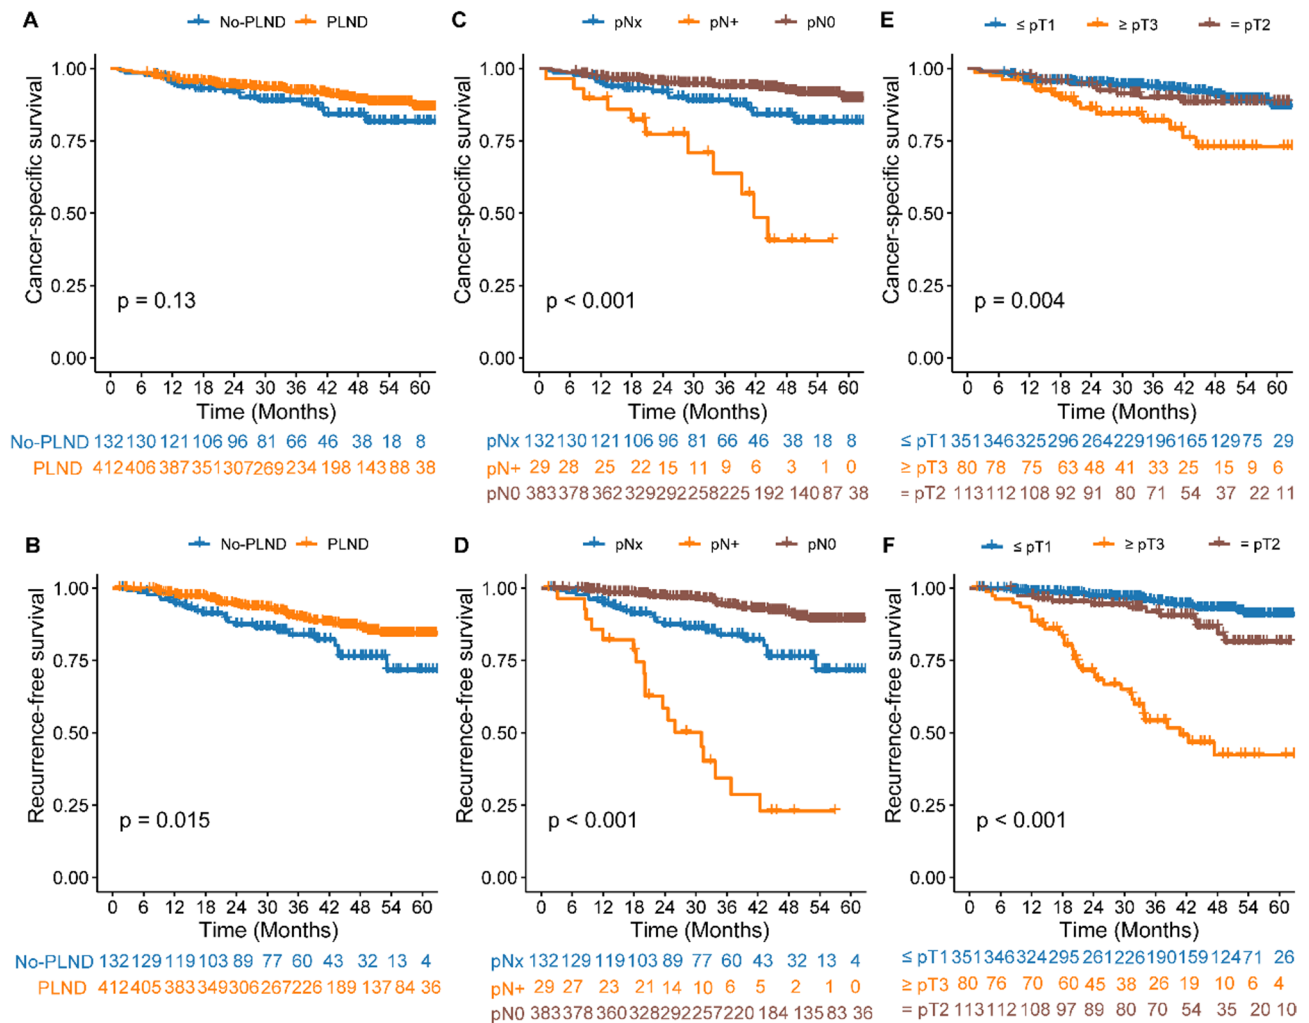 A
No-PLND PLND
Cancer-specific survival
1.00
0.75
0.50
0.25
0.00
p = 0.13
0 6 12 18 24 30 36 42 48 54 60
Time (Months)
No-PLND 132 130 121 106 96 81 66 46 38 18 8
PLND 412 406 387 351 307 269 234 198 143 88 38
C
pNx pN+ pN0
Cancer-specific survival
1.00
0.75
0.50
0.25
0.00
p < 0.001
0 6 12 18 24 30 36 42 48 54 60
Time (Months)
pNx 132 130 121 106 96 81 66 46 38 18 8
pN+ 29 28 25 22 15 11 9 6 3 1 0
pN0 383 378 362 329 292 258 225 192 140 87 38
E
≤ pT1 ≥ pT3 = pT2
Cancer-specific survival
1.00
0.75
0.50
0.25
0.00
p = 0.004
0 6 12 18 24 30 36 42 48 54 60
Time (Months)
≤ pT1 351 346 325 296 264 229 196 165 129 75 29
≥ pT3 80 78 75 63 48 41 33 25 15 9 6
= pT2 113 112 108 92 91 80 71 54 37 22 11
B
No-PLND PLND
Recurrence-free survival
1.00
0.75
0.50
0.25
0.00
p = 0.015
0 6 12 18 24 30 36 42 48 54 60
Time (Months)
No-PLND 132 129 119 103 89 77 60 43 32 13 4
PLND 412 405 383 349 306 267 226 189 137 84 36
D
pNx pN+ pN0
Recurrence-free survival
1.00
0.75
0.50
0.25
0.00
p < 0.001
0 6 12 18 24 30 36 42 48 54 60
Time (Months)
pNx 132 129 119 103 89 77 60 43 32 13 4
pN+ 29 27 23 21 14 10 6 5 2 1 0
pN0 383 378 360 328 292 257 220 184 135 83 36
F
≤ pT1 ≥ pT3 = pT2
Recurrence-free survival
1.00
0.75
0.50
0.25
0.00
p < 0.001
0 6 12 18 24 30 36 42 48 54 60
Time (Months)
≤ pT1 351 346 324 295 261 226 190 159 124 71 26
≥ pT3 80 76 70 60 45 38 26 19 10 6 4
= pT2 113 112 108 97 89 80 70 54 35 20 10